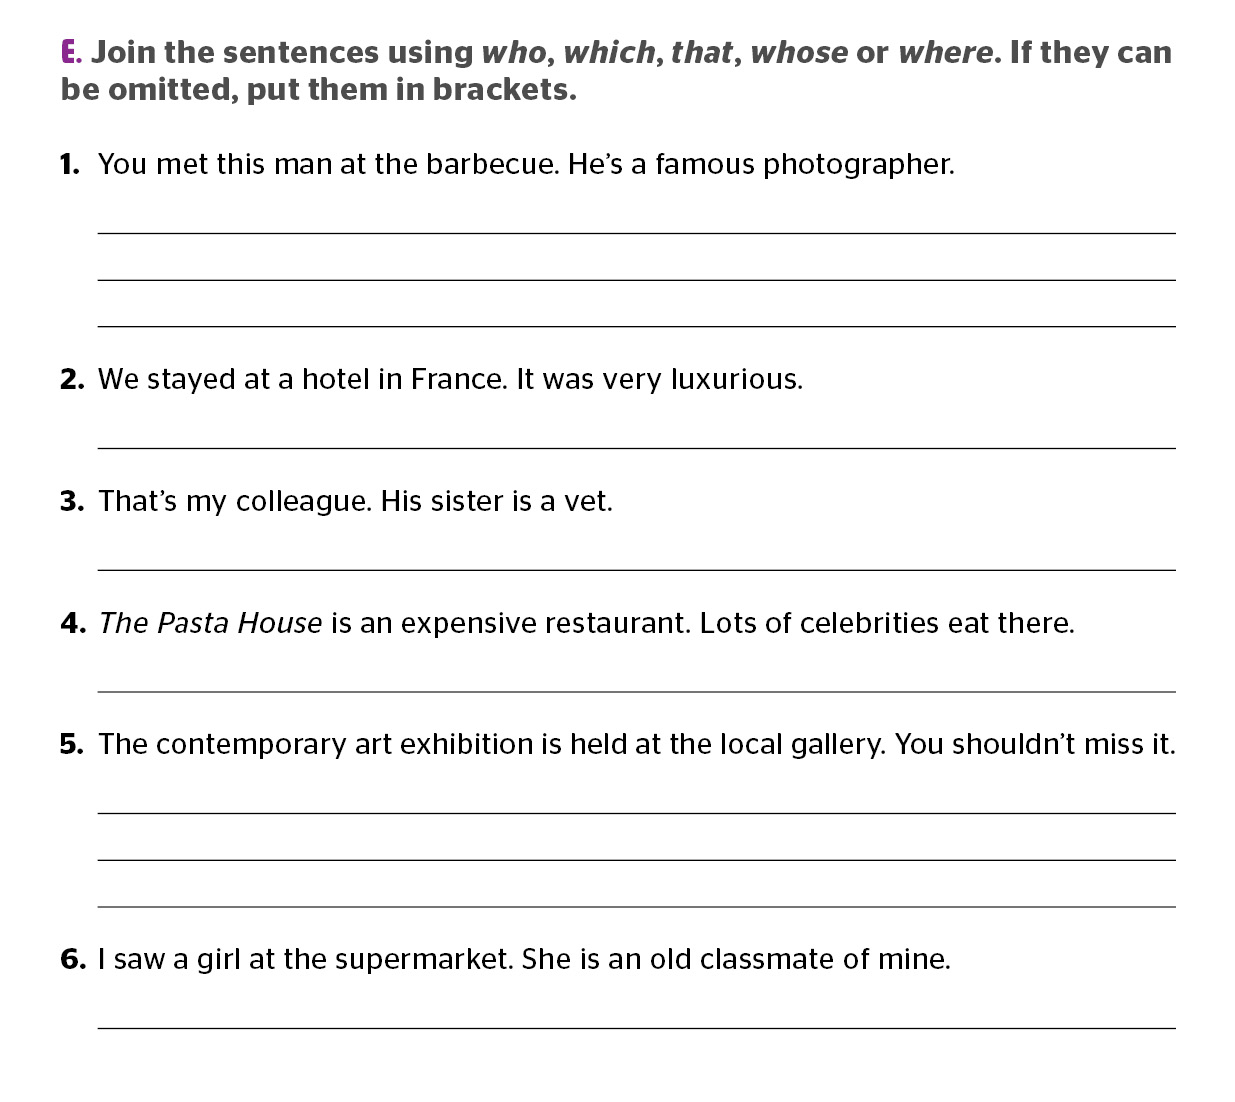 E. Join the sentences using who, which, that, whose or where. If they can
be omitted, put them in brackets.
1. You met this man at the barbecue. He’s a famous photographer.
2. We stayed at a hotel in France. It was very luxurious.
3. That’s my colleague. His sister is a vet.
4. The Pasta House is an expensive restaurant. Lots of celebrities eat there.
5. The contemporary art exhibition is held at the local gallery. You shouldn’t miss it.
6. I saw a girl at the supermarket. She is an old classmate of mine.